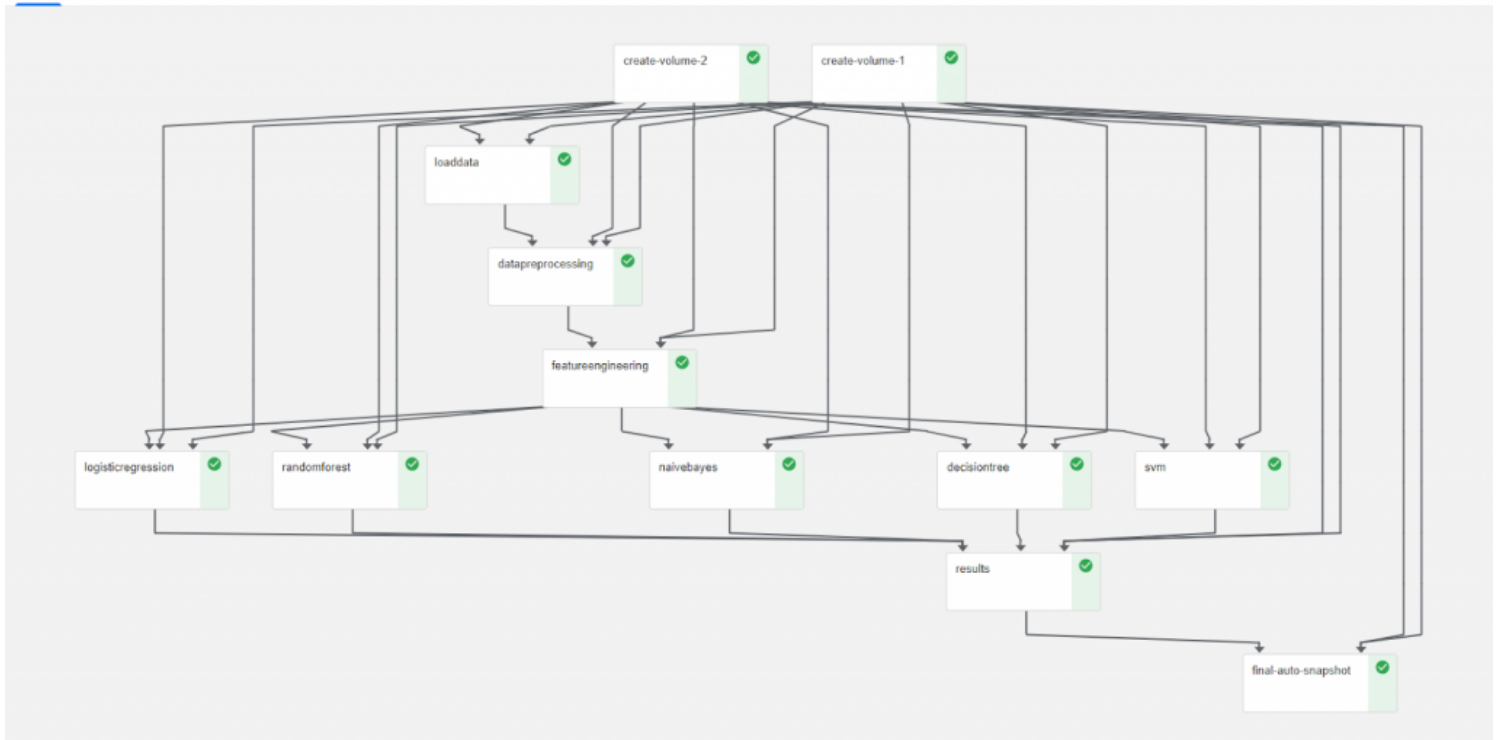 create-volume-2
create-volume-1
loaddata
datapreprocessing
featureengineering
logisticregression
randomforest
naivebayes
decisiontree
svm
results
final-auto-snapshot